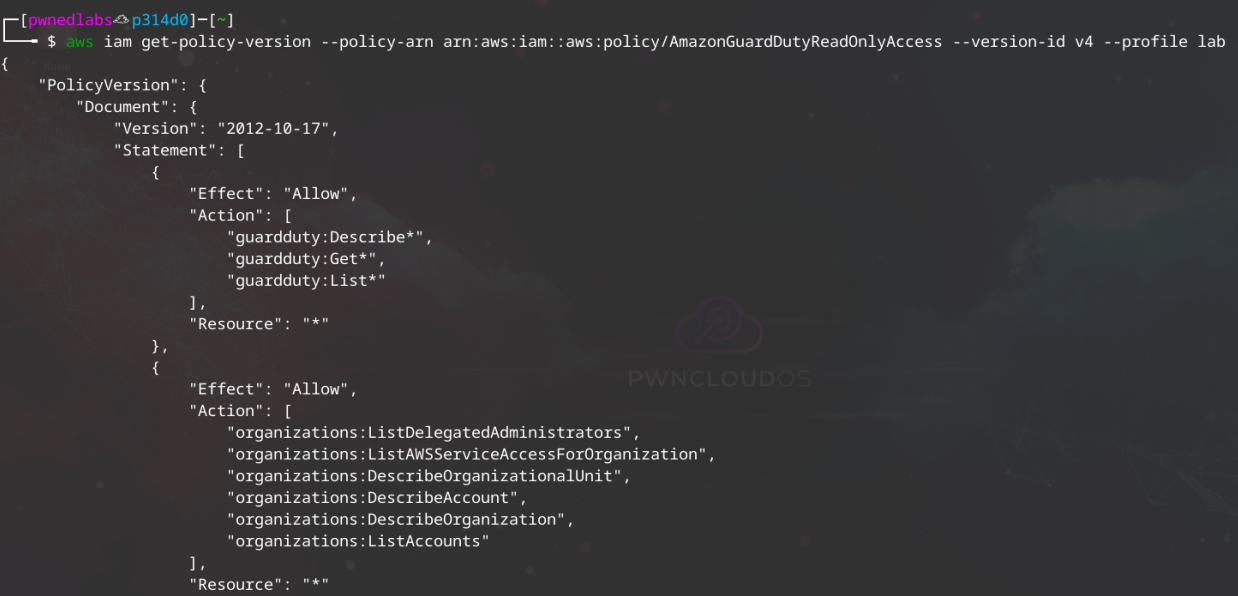 ┌─[pwnedlabs☁p314d0]─[~]
└──╼ $ aws iam get-policy-version --policy-arn arn:aws:iam::aws:policy/AmazonGuardDutyReadOnlyAccess --version-id v4 --profile lab
{
    "PolicyVersion": {
        "Document": {
            "Version": "2012-10-17",
            "Statement": [
                {
                    "Effect": "Allow",
                    "Action": [
                        "guardduty:Describe*",
                        "guardduty:Get*",
                        "guardduty:List*"
                    ],
                    "Resource": "*"
                },
                {
                    "Effect": "Allow",
                    "Action": [
                        "organizations:ListDelegatedAdministrators",
                        "organizations:ListAWSServiceAccessForOrganization",
                        "organizations:DescribeOrganizationalUnit",
                        "organizations:DescribeAccount",
                        "organizations:DescribeOrganization",
                        "organizations:ListAccounts"
                    ],
                    "Resource": "*"
Home
PWNCLOUDOS